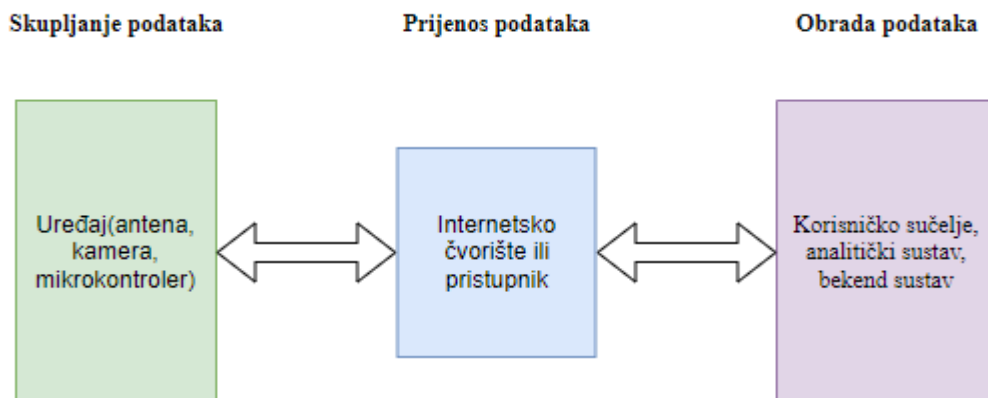 Skupljanje podataka
Prijenos podataka
Obrada podataka
Uređaj(antena,
kamera,
mikrokontroler)
Internetsko
čvorište ili
pristupnik
Korisničko sučelje,
analitički sustav,
bekend sustav